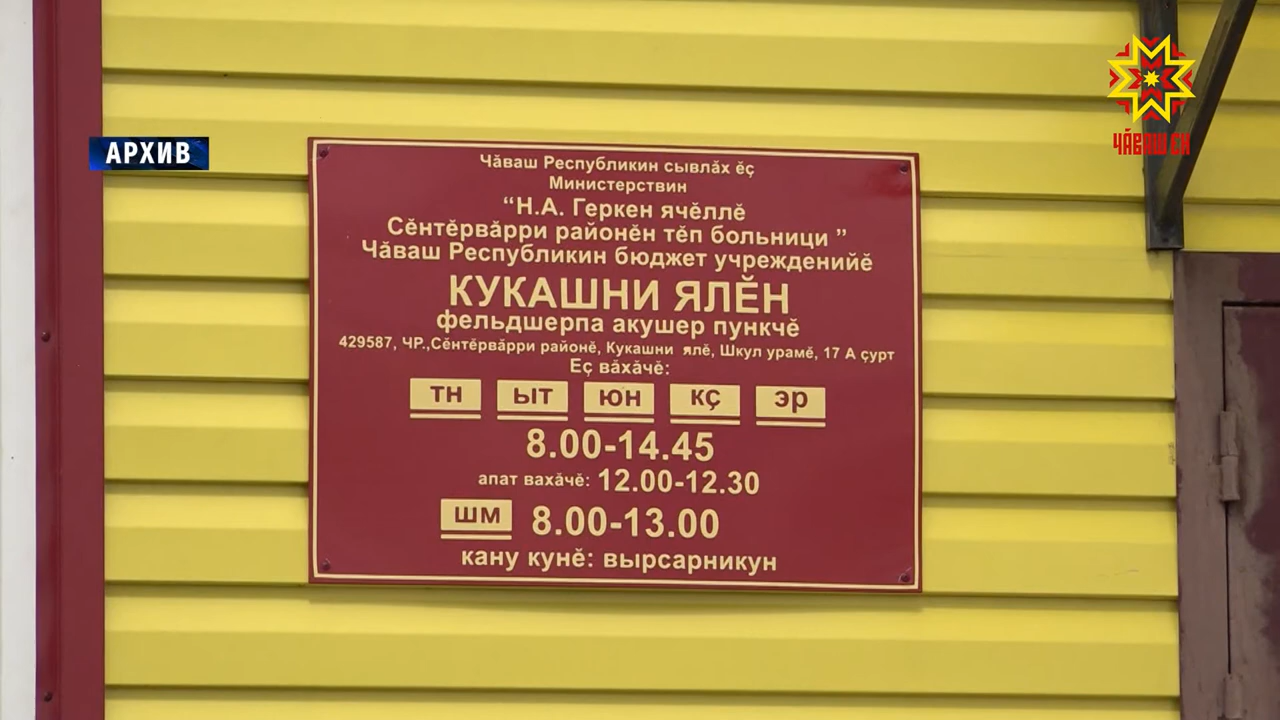 АРХИВ
ЧӐВАШ ЕН
Чӑваш Республикин сывлӑх ӗҫ
Министерствин
“Н.А. Геркен ячӗллӗ
Сӗнтӗрвӑрри районӗн тӗп больници ”
Чӑваш Республикин бюджет учрежденийӗ
КУКАШНИ ЯЛӖН
фельдшерпа акушер пункчӗ
429587, ЧР.,Сӗнтӗрвӑрри районӗ, Кукашни ялӗ, Шкул урамӗ, 17 А ҫурт
Еҫ вӑхӑчӗ:
тн ыт юн кҫ эр
8.00-14.45
апат вахӑчӗ: 12.00-12.30
шм 8.00-13.00
кану кунӗ: вырсарникун